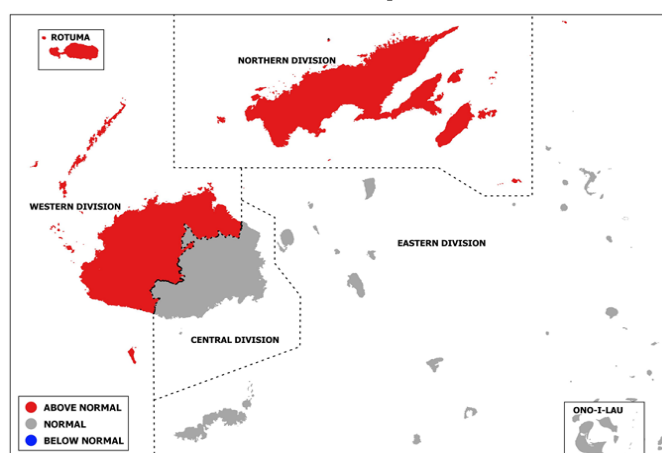 ROTUMA
NORTHERN DIVISION
WESTERN DIVISION
EASTERN DIVISION
CENTRAL DIVISION
ABOVE NORMAL
NORMAL
BELOW NORMAL
ONO-I-LAU